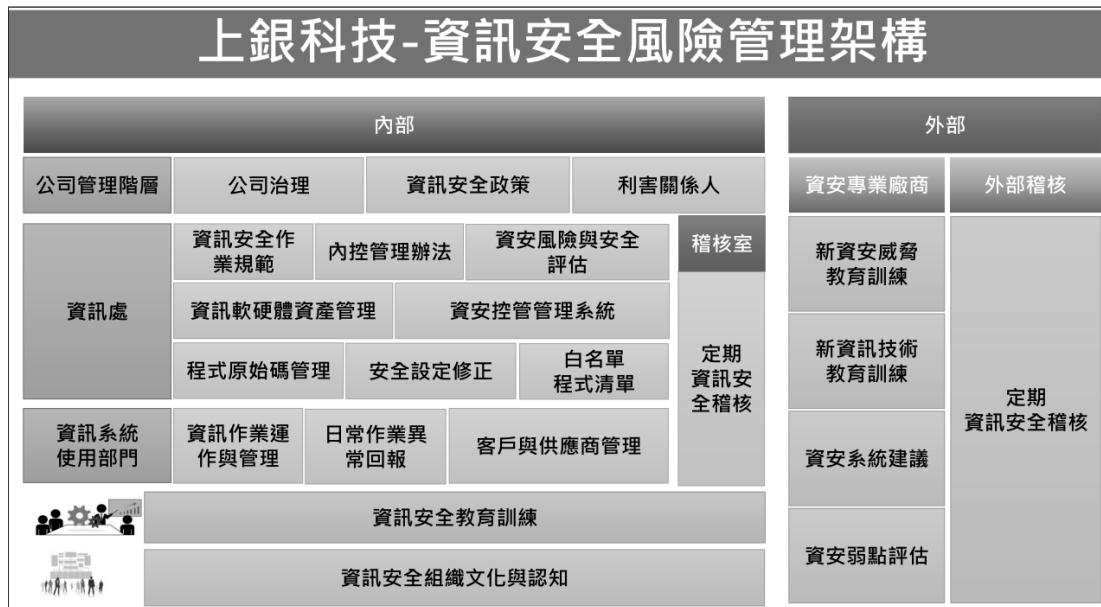 上銀科技-資訊安全風險管理架構
內部
外部
公司管理階層
公司治理
資訊安全政策
利害關係人
資安專業廠商
外部稽核
資訊處
資訊安全作
業規範
內控管理辦法
資安風險與安全
評估
稽核室
資訊軟硬體資產管理
資安控管管理系統
程式原始碼管理
安全設定修正
白名單
程式清單
定期
資訊安
全稽核
資訊系統
使用部門
資訊作業運
作與管理
日常作業異
常回報
客戶與供應商管理
資訊安全教育訓練
資訊安全組織文化與認知
新資安威脅
教育訓練
新資訊技術
教育訓練
資安系統建議
資安弱點評估
定期
資訊安全稽核